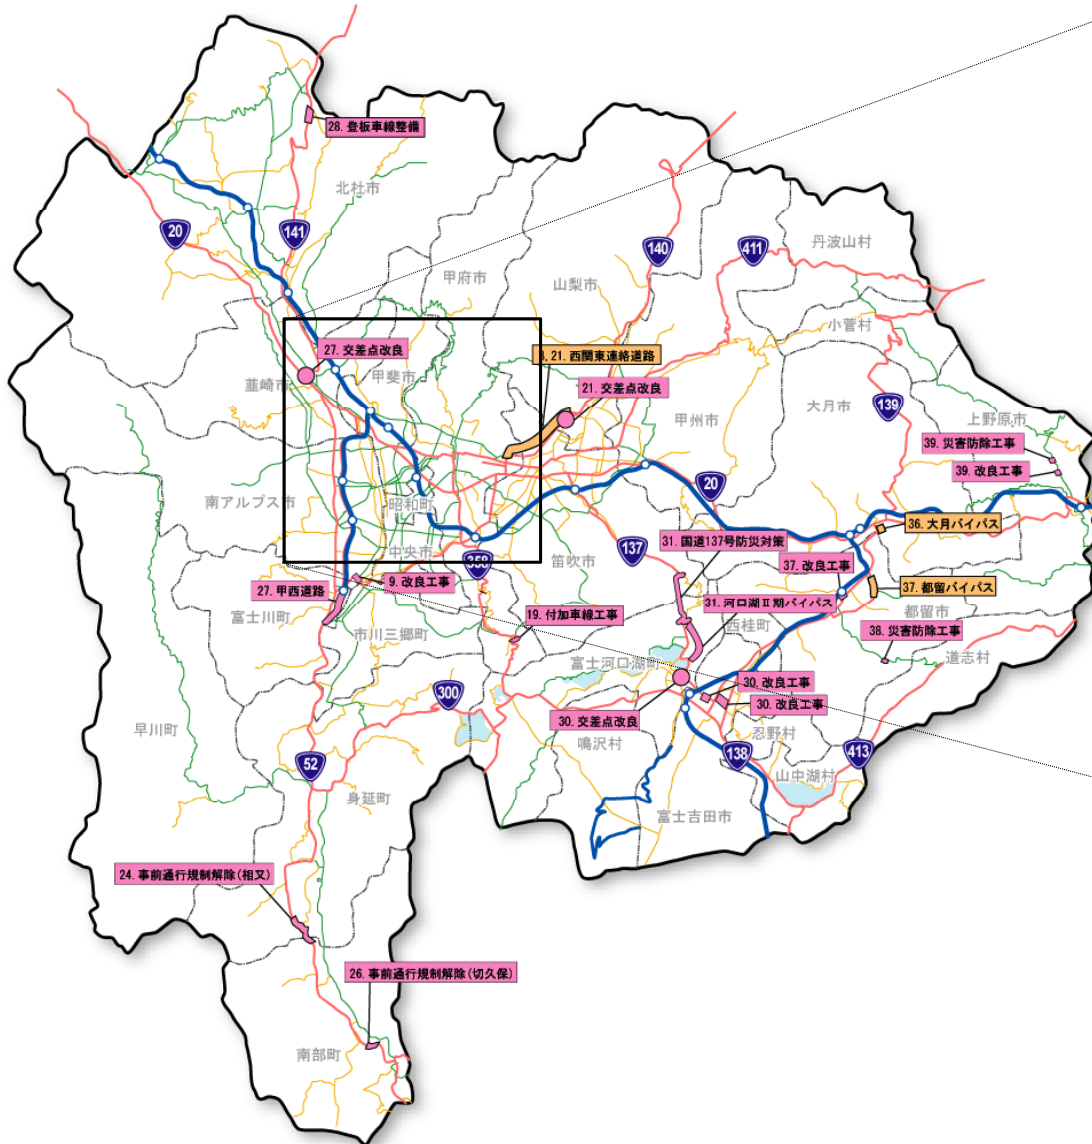 28. 登板車線整備
北杜市
20
141
140
411
丹波山村
甲府市
山梨市
小菅村
27. 交差点改良
21. 西関東連絡道路
韮崎市
甲斐市
21. 交差点改良
甲州市
大月市
139
上野原市
39. 災害防除工事
39. 改良工事
20
南アルプス市
昭和町
36. 大月バイパス
中央市
358
笛吹市
137
31. 国道137号防災対策
37. 改良工事
27. 甲西道路
9. 改良工事
37. 都留バイパス
富士川町
31. 河口湖Ⅱ期バイパス
都留市
市川三郷町
19. 付加車線工事
西桂町
38. 災害防除工事
道志村
富士河口湖町
30. 改良工事
300
30. 改良工事
30. 交差点改良
早川町
鳴沢村
忍野村
52
138
413
山中湖村
身延町
富士吉田市
24. 事前通行規制解除(相又)
26. 事前通行規制解除(切久保)
南部町